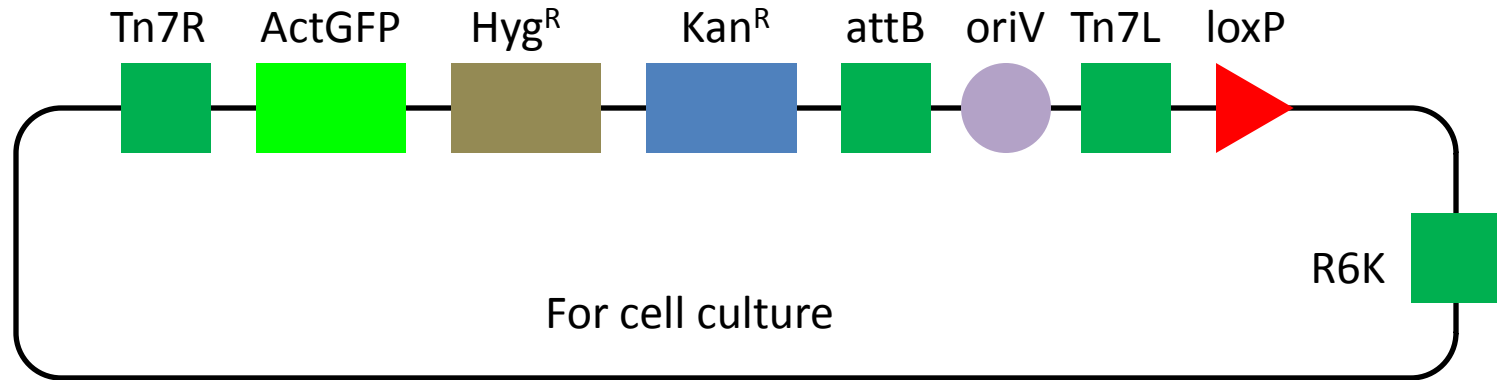 Tn7R ActGFP Hygᴿ Kanᴿ attB oriV Tn7L loxP
R6K
For cell culture